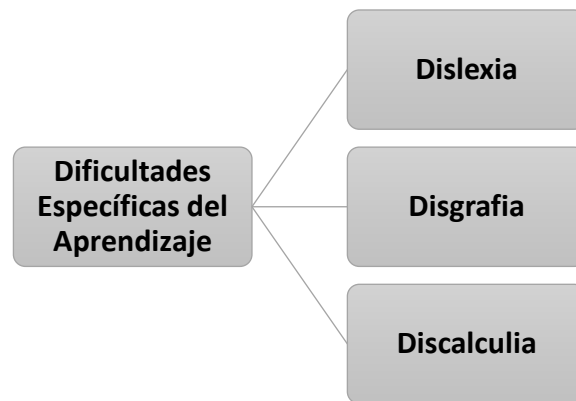 Dificultades
Específicas del
Aprendizaje
Dislexia
Disgrafia
Discalculia